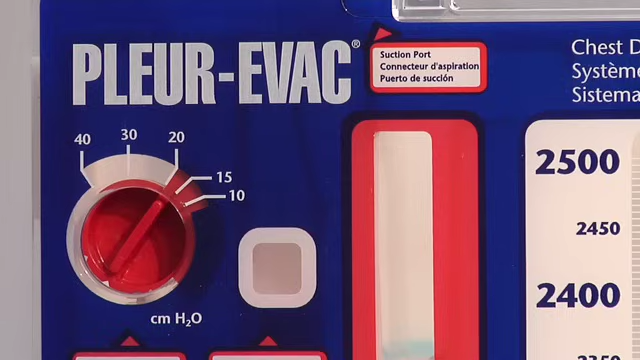 PLEUR-EVAC®
Suction Port
Connecteur d'aspiration
Puerto de succión
Chest D
Système
Sistema
40
30
20
15
10
cm H₂O
2500
2450
2400